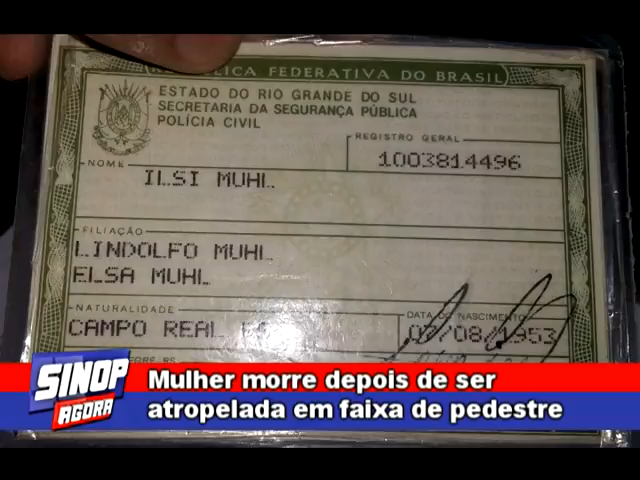 REPÚBLICA FEDERATIVA DO BRASIL
ESTADO DO RIO GRANDE DO SUL
SECRETARIA DA SEGURANÇA PÚBLICA
POLÍCIA CIVIL
REGISTRO GERAL
1003814496
NOME
ILSI MUHL
FILIAÇÃO
LINDOLFO MUHL
ELSA MUHL
NATURALIDADE
DATA DO NASCIMENTO
CAMPO REAL
/08/1953
SINOP
AGORA
Mulher morre depois de ser
atropelada em faixa de pedestre